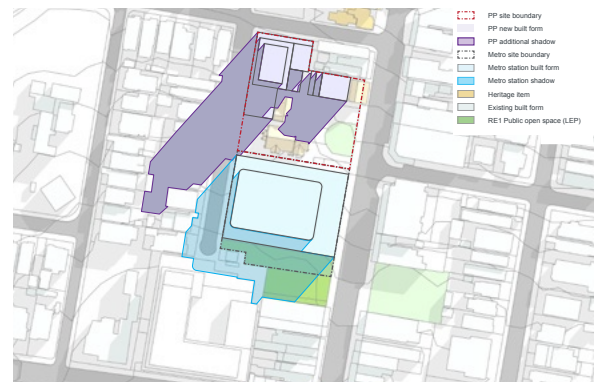 PP site boundary
PP new built form
PP additional shadow
Metro site boundary
Metro station built form
Metro station shadow
Heritage item
Existing built form
RE1 Public open space (LEP)